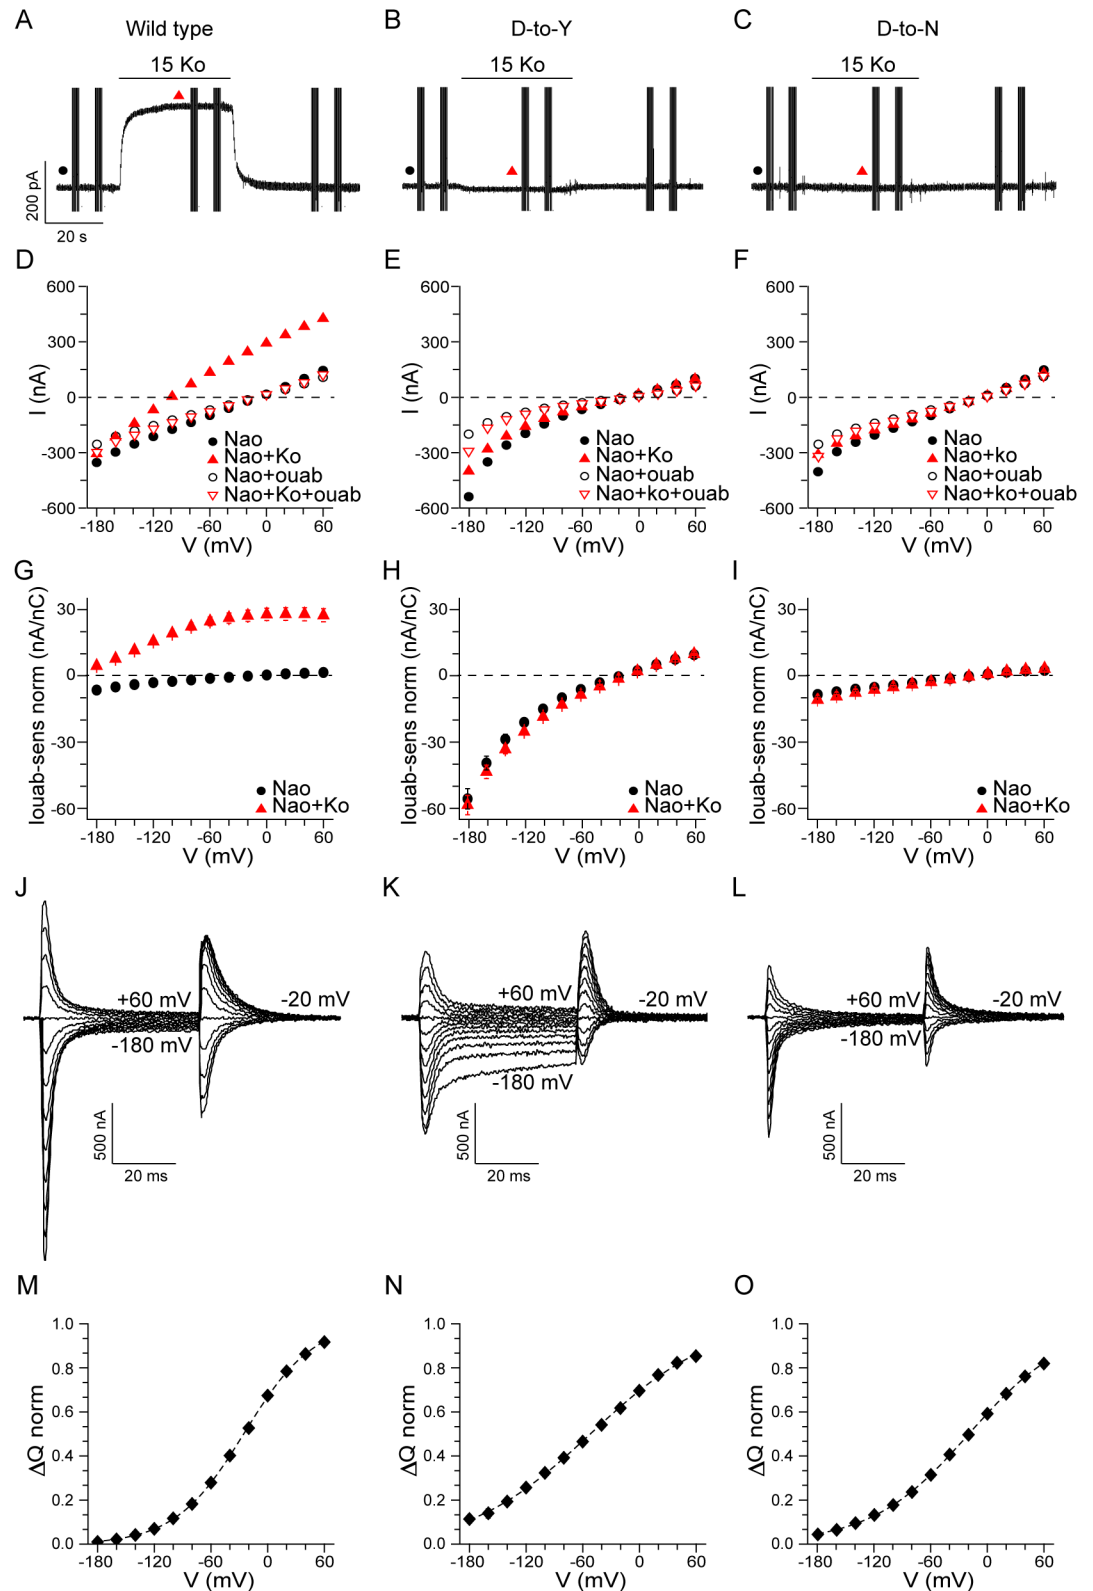 A
Wild type
B
D-to-Y
C
D-to-N
15 Ko
15 Ko
15 Ko
200 pA
20 s
D
600
300
0
-300
-600
I (nA)
Nao
Nao+Ko
Nao+ouab
Nao+Ko+ouab
-180
-120
-60
0
60
V (mV)
E
600
300
0
-300
-600
I (nA)
Nao
Nao+Ko
Nao+ouab
Nao+ko+ouab
-180
-120
-60
0
60
V (mV)
F
600
300
0
-300
-600
I (nA)
Nao
Nao+ko
Nao+ouab
Nao+ko+ouab
-180
-120
-60
0
60
V (mV)
G
Iouab-sens norm (nA/nC)
30
0
-30
-60
Nao
Nao+Ko
-180
-120
-60
0
60
V (mV)
H
Iouab-sens norm (nA/nC)
30
0
-30
-60
Nao
Nao+Ko
-180
-120
-60
0
60
V (mV)
I
Iouab-sens norm (nA/nC)
30
0
-30
-60
Nao
Nao+Ko
-180
-120
-60
0
60
V (mV)
J
+60 mV
-20 mV
-180 mV
500 nA
20 ms
K
+60 mV
-20 mV
-180 mV
500 nA
20 ms
L
+60 mV
-20 mV
-180 mV
500 nA
20 ms
M
ΔQ norm
1.0
0.8
0.6
0.4
0.2
0.0
-180
-120
-60
0
60
V (mV)
N
ΔQ norm
1.0
0.8
0.6
0.4
0.2
0.0
-180
-120
-60
0
60
V (mV)
O
ΔQ norm
1.0
0.8
0.6
0.4
0.2
0.0
-180
-120
-60
0
60
V (mV)